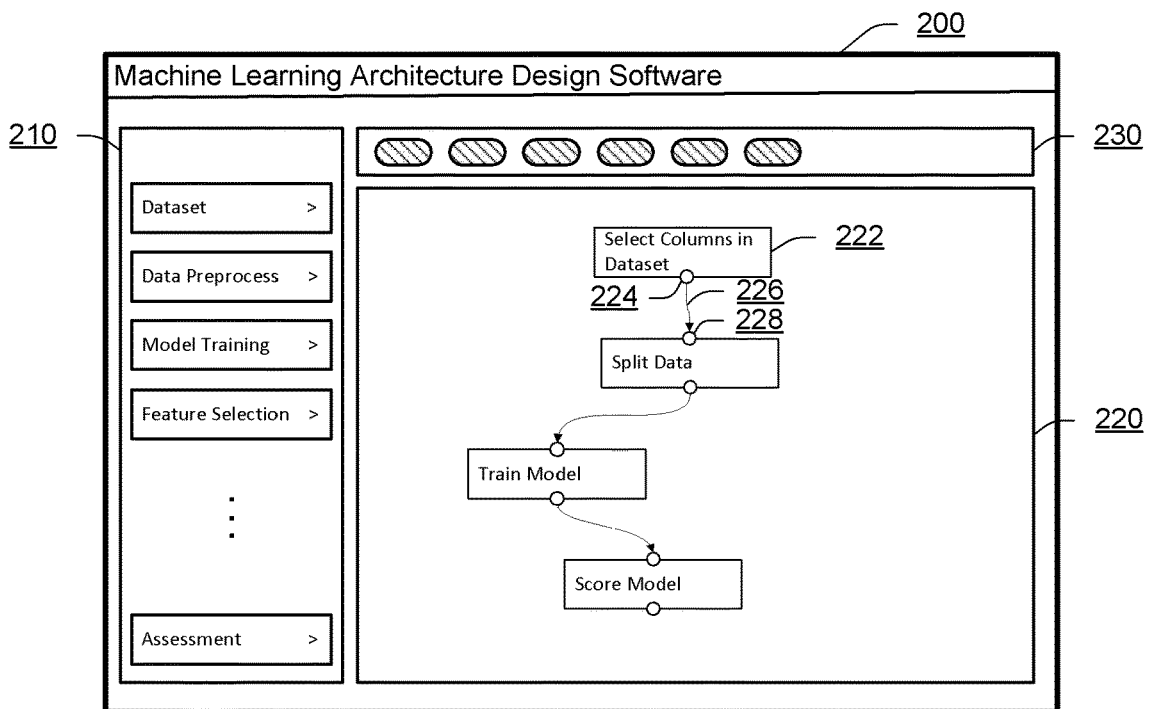 200
Machine Learning Architecture Design Software
210
230
Dataset >
Data Preprocess >
Model Training >
Feature Selection >
Assessment >
Select Columns in
Dataset
222
224
226
228
Split Data
220
Train Model
Score Model